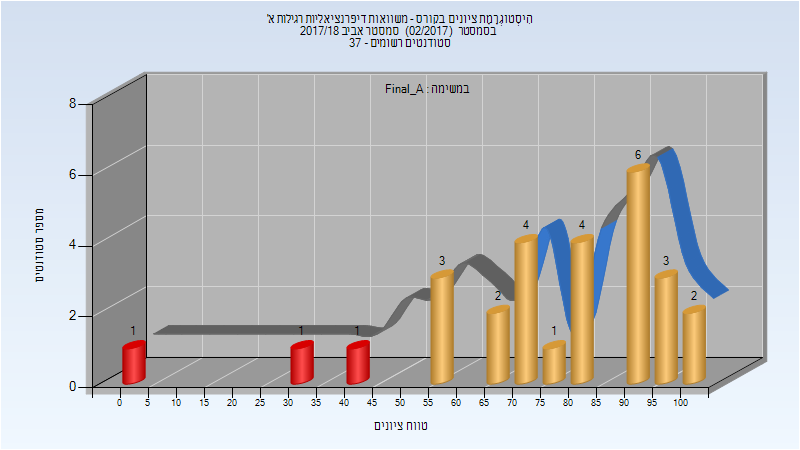 הִיסְטוֹגְרָמַת ציונים בקורס - משוואות דיפרנציאליות רגילות א'
בסמסטר (02/2017) סמסטר אביב 2017/18
סטודנטים רשומים - 37
במשימה : Final_A
מספר סטודנטים
8
6
4
2
0
1
1
1
3
2
4
1
4
6
3
2
0 5 10 15 20 25 30 35 40 45 50 55 60 65 70 75 80 85 90 95 100
טווח ציונים